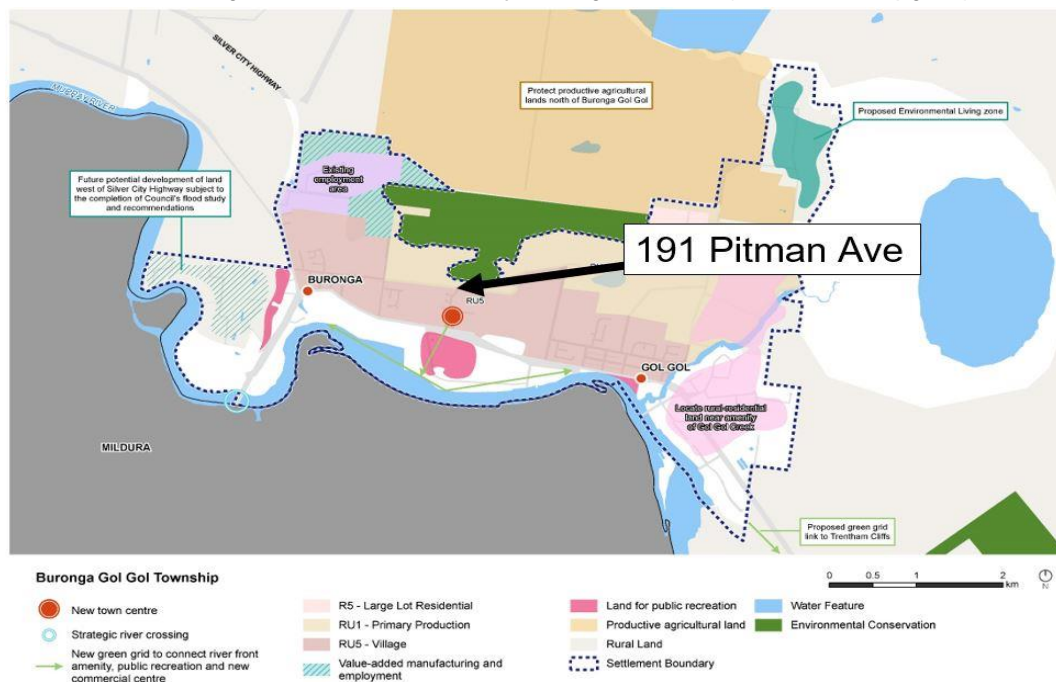 SILVER CITY HIGHWAY
MURRAY RIVER
Protect productive agricultural
lands north of Buronga Gol Gol
Proposed Environmental Living zone
Future potential development of land
west of Silver City Highway subject to
the completion of Council's flood study
and recommendations
Existing
employment
area
191 Pitman Ave
BURONGA
RU5
GOL GOL
Locate rural-residential
land near amenity
of Gol Gol Creek
MILDURA
Proposed green grid
link to Trentham Cliffs
Buronga Gol Gol Township
0 0.5 1 2
km
N
New town centre
Strategic river crossing
New green grid to connect river front
amenity, public recreation and new
commercial centre
R5 - Large Lot Residential
RU1 - Primary Production
RU5 - Village
Value-added manufacturing and
employment
Land for public recreation
Productive agricultural land
Rural Land
Settlement Boundary
Water Feature
Environmental Conservation